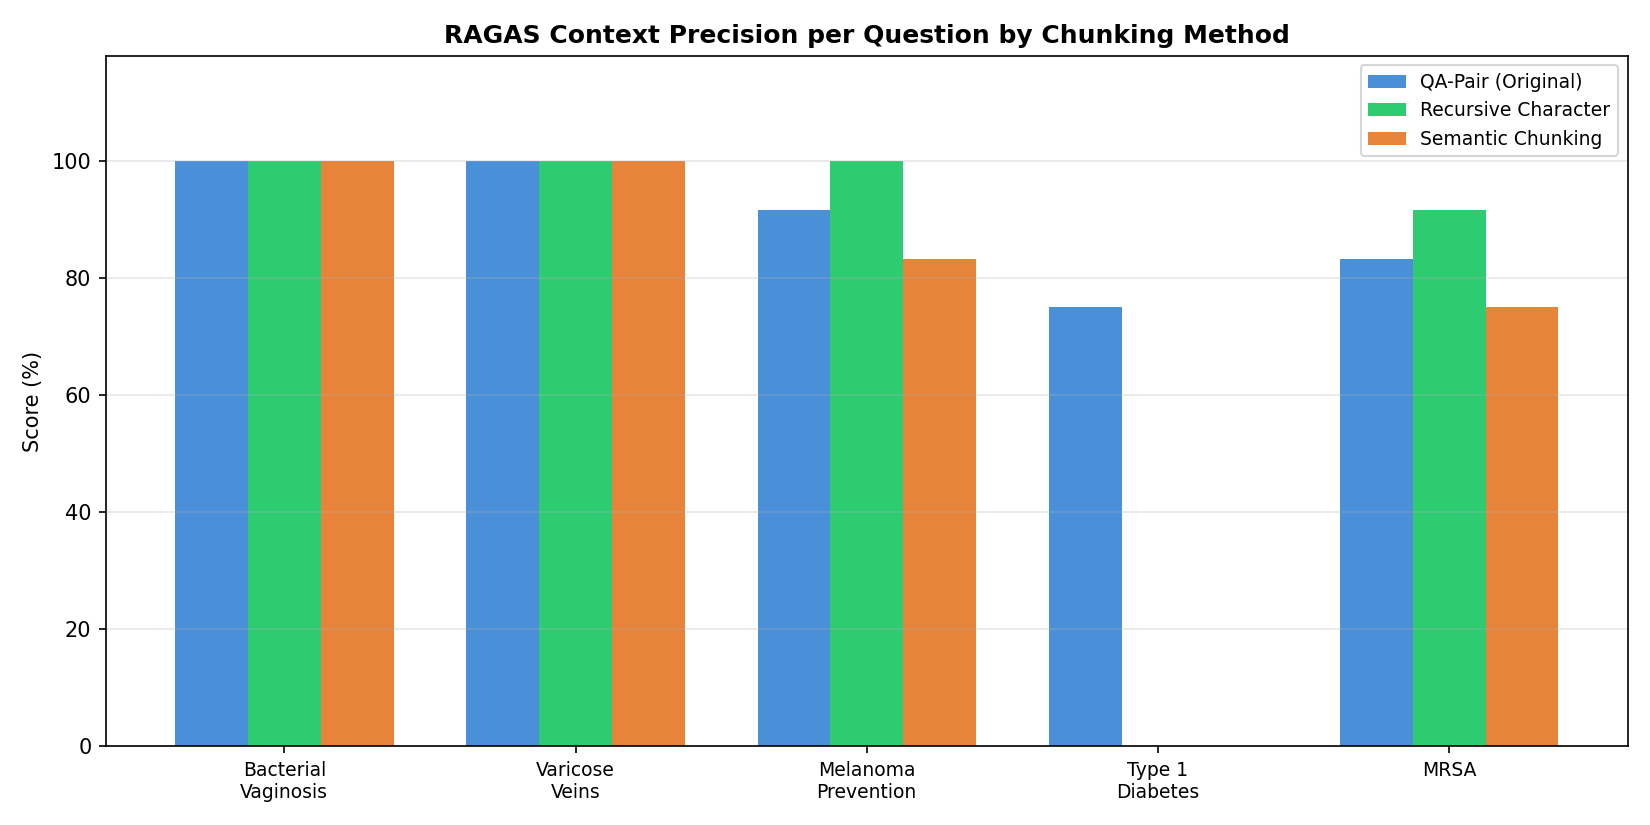 RAGAS Context Precision per Question by Chunking Method
QA-Pair (Original)
Recursive Character
Semantic Chunking
Score (%)
100
80
60
40
20
0
Bacterial
Vaginosis
Varicose
Veins
Melanoma
Prevention
Type 1
Diabetes
MRSA